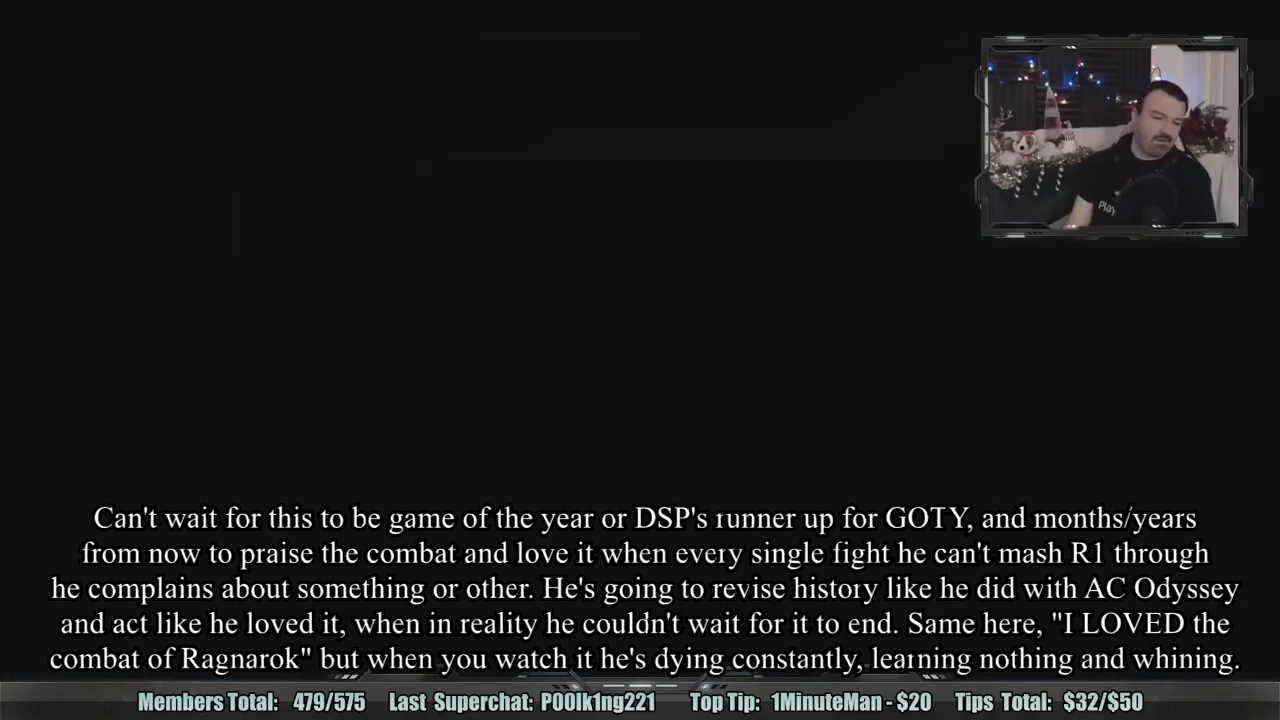 Play
Can't wait for this to be game of the year or DSP's runner up for GOTY, and months/years
from now to praise the combat and love it when every single fight he can't mash R1 through
he complains about something or other. He's going to revise history like he did with AC Odyssey
and act like he loved it, when in reality he couldn't wait for it to end. Same here, "I LOVED the
combat of Ragnarok" but when you watch it he's dying constantly, learning nothing and whining.
Members Total: 479/575 Last Superchat: P00lk1ng221 Top Tip: 1MinuteMan - $20 Tips Total: $32/$50